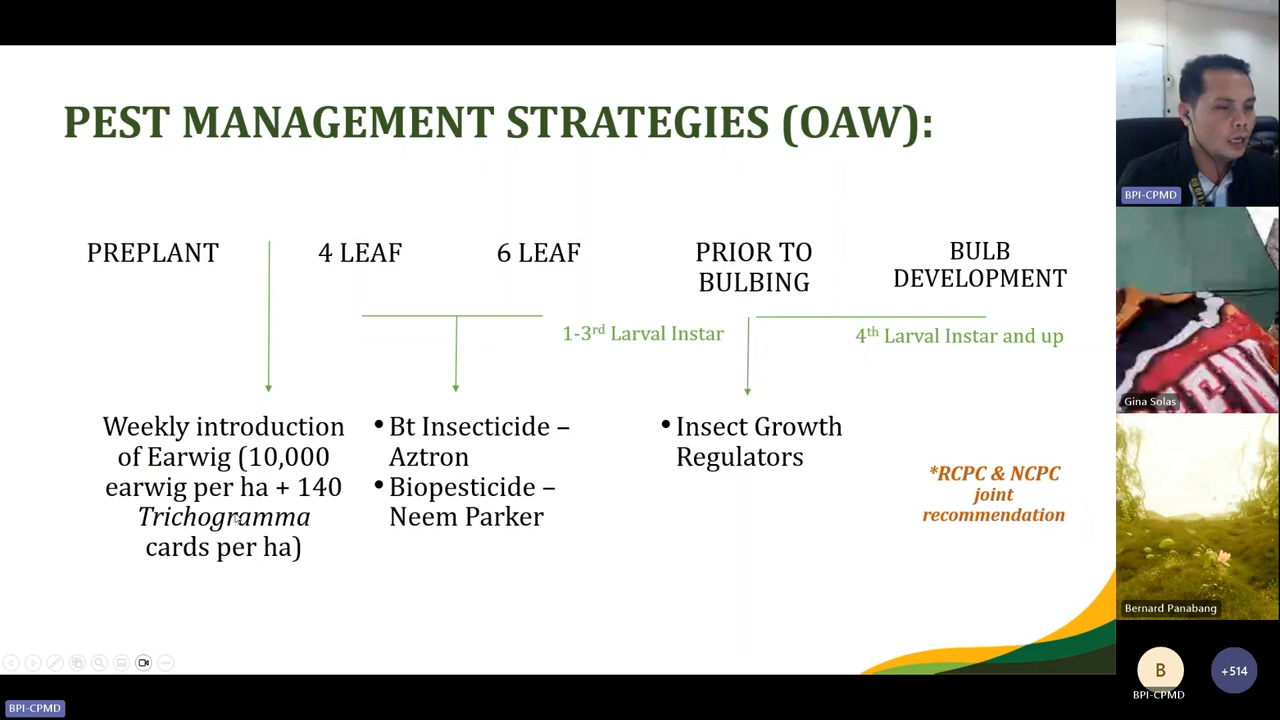 PEST MANAGEMENT STRATEGIES (OAW):
PREPLANT
4 LEAF
6 LEAF
PRIOR TO
BULBING
BULB
DEVELOPMENT
1-3rd Larval Instar
4th Larval Instar and up
Weekly introduction
of Earwig (10,000
earwig per ha + 140
Trichogramma
cards per ha)
• Bt Insecticide –
Aztron
• Biopesticide –
Neem Parker
• Insect Growth
Regulators
*RCPC & NCPC
joint
recommendation
BPI-CPMD
Gina Solas
Bernard Panabang
B
BPI-CPMD
+514
BPI-CPMD